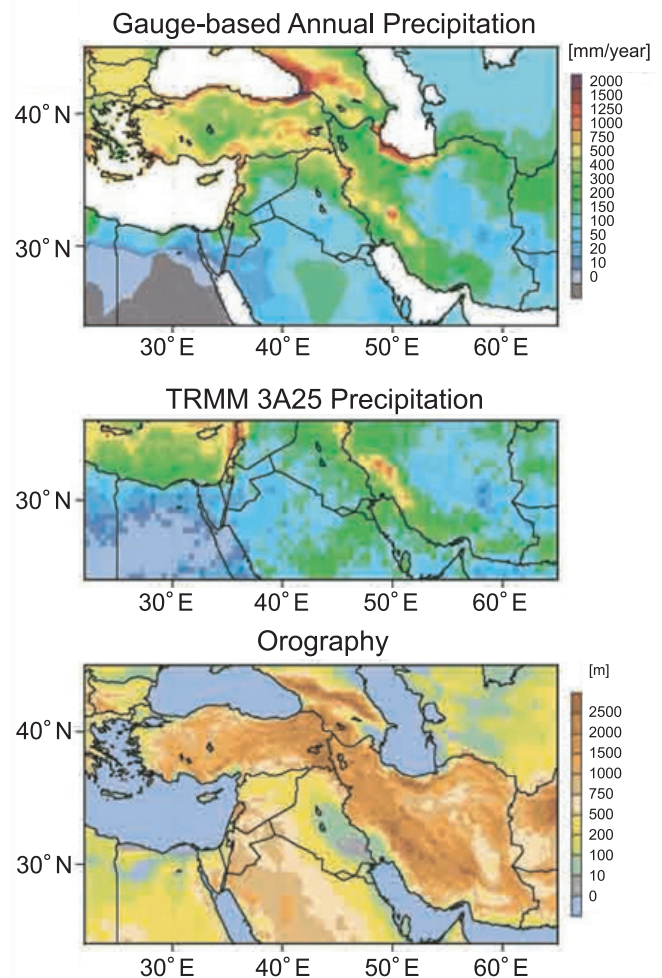 Gauge-based Annual Precipitation
[mm/year]
2000
1500
1250
1000
750
500
400
300
200
150
100
50
20
10
0
40°N
30°N
30°E 40°E 50°E 60°E
TRMM 3A25 Precipitation
30°N
30°E 40°E 50°E 60°E
Orography
[m]
2500
2000
1500
1000
750
500
200
100
10
0
40°N
30°N
30°E 40°E 50°E 60°E